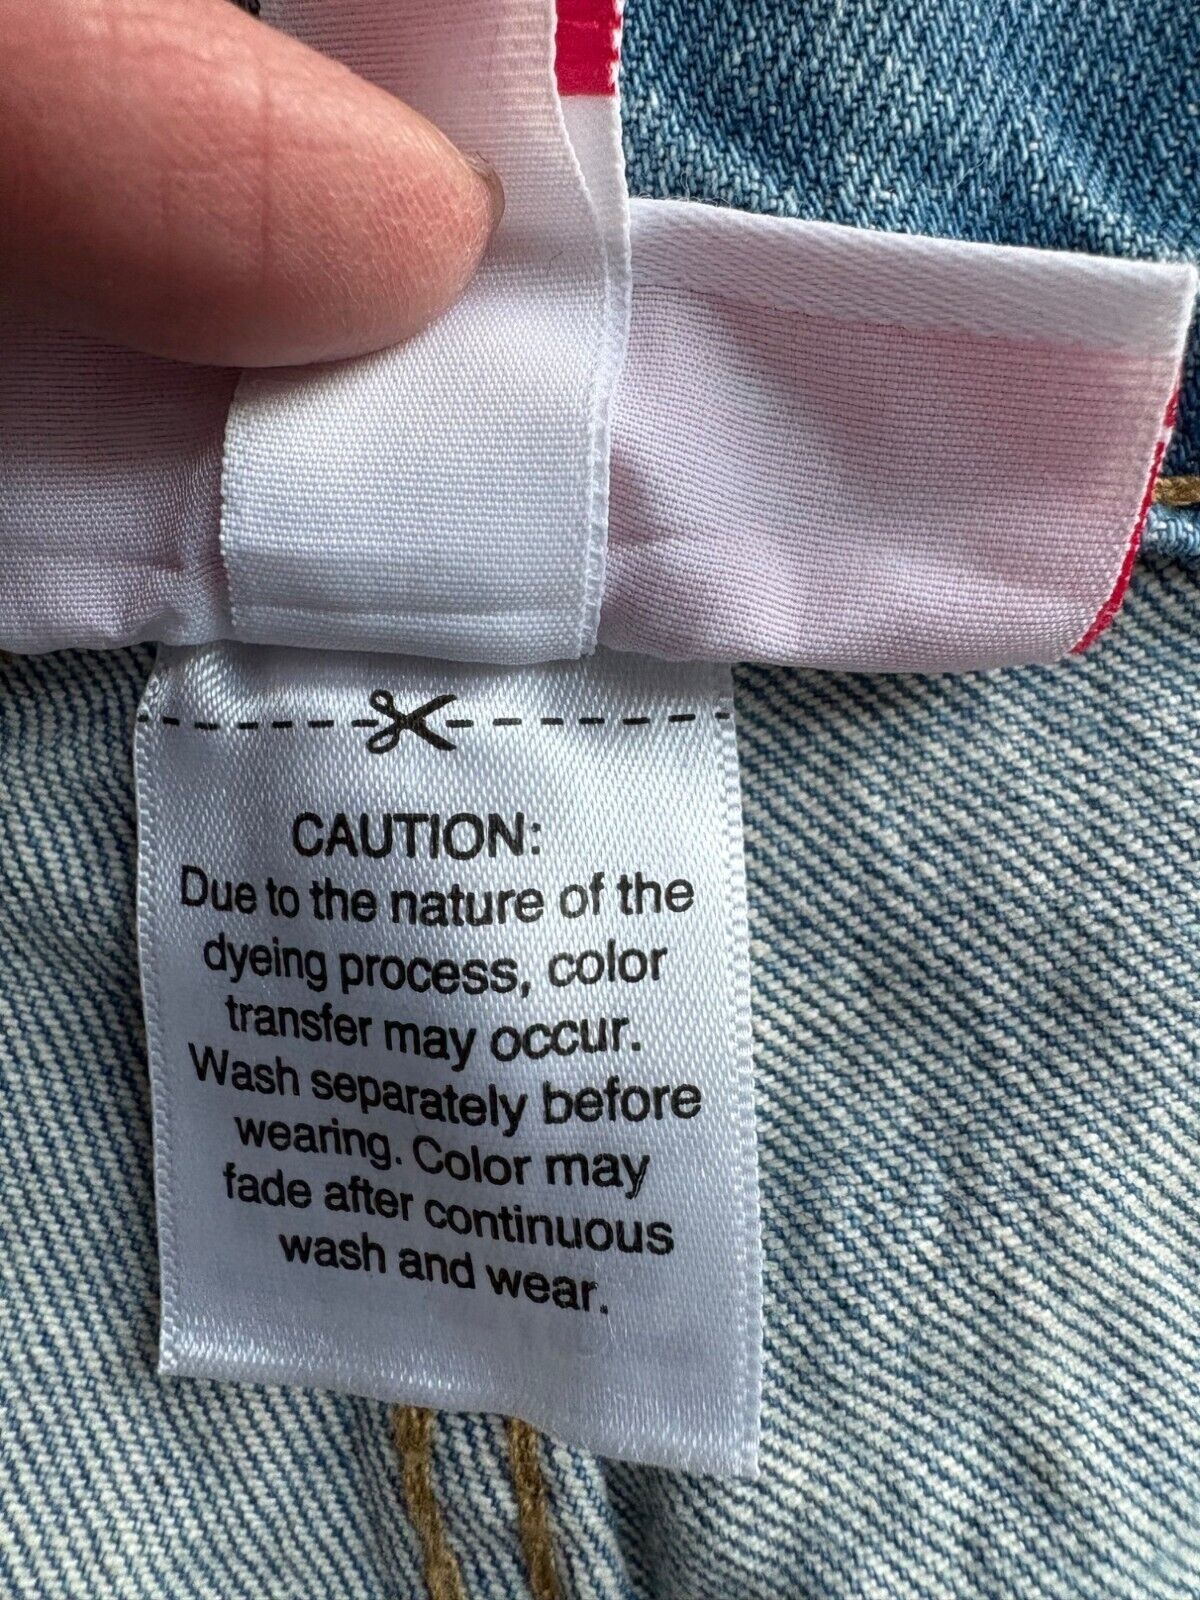 CAUTION:
Due to the nature of the
dyeing process, color
transfer may occur.
Wash separately before
wearing. Color may
fade after continuous
wash and wear.